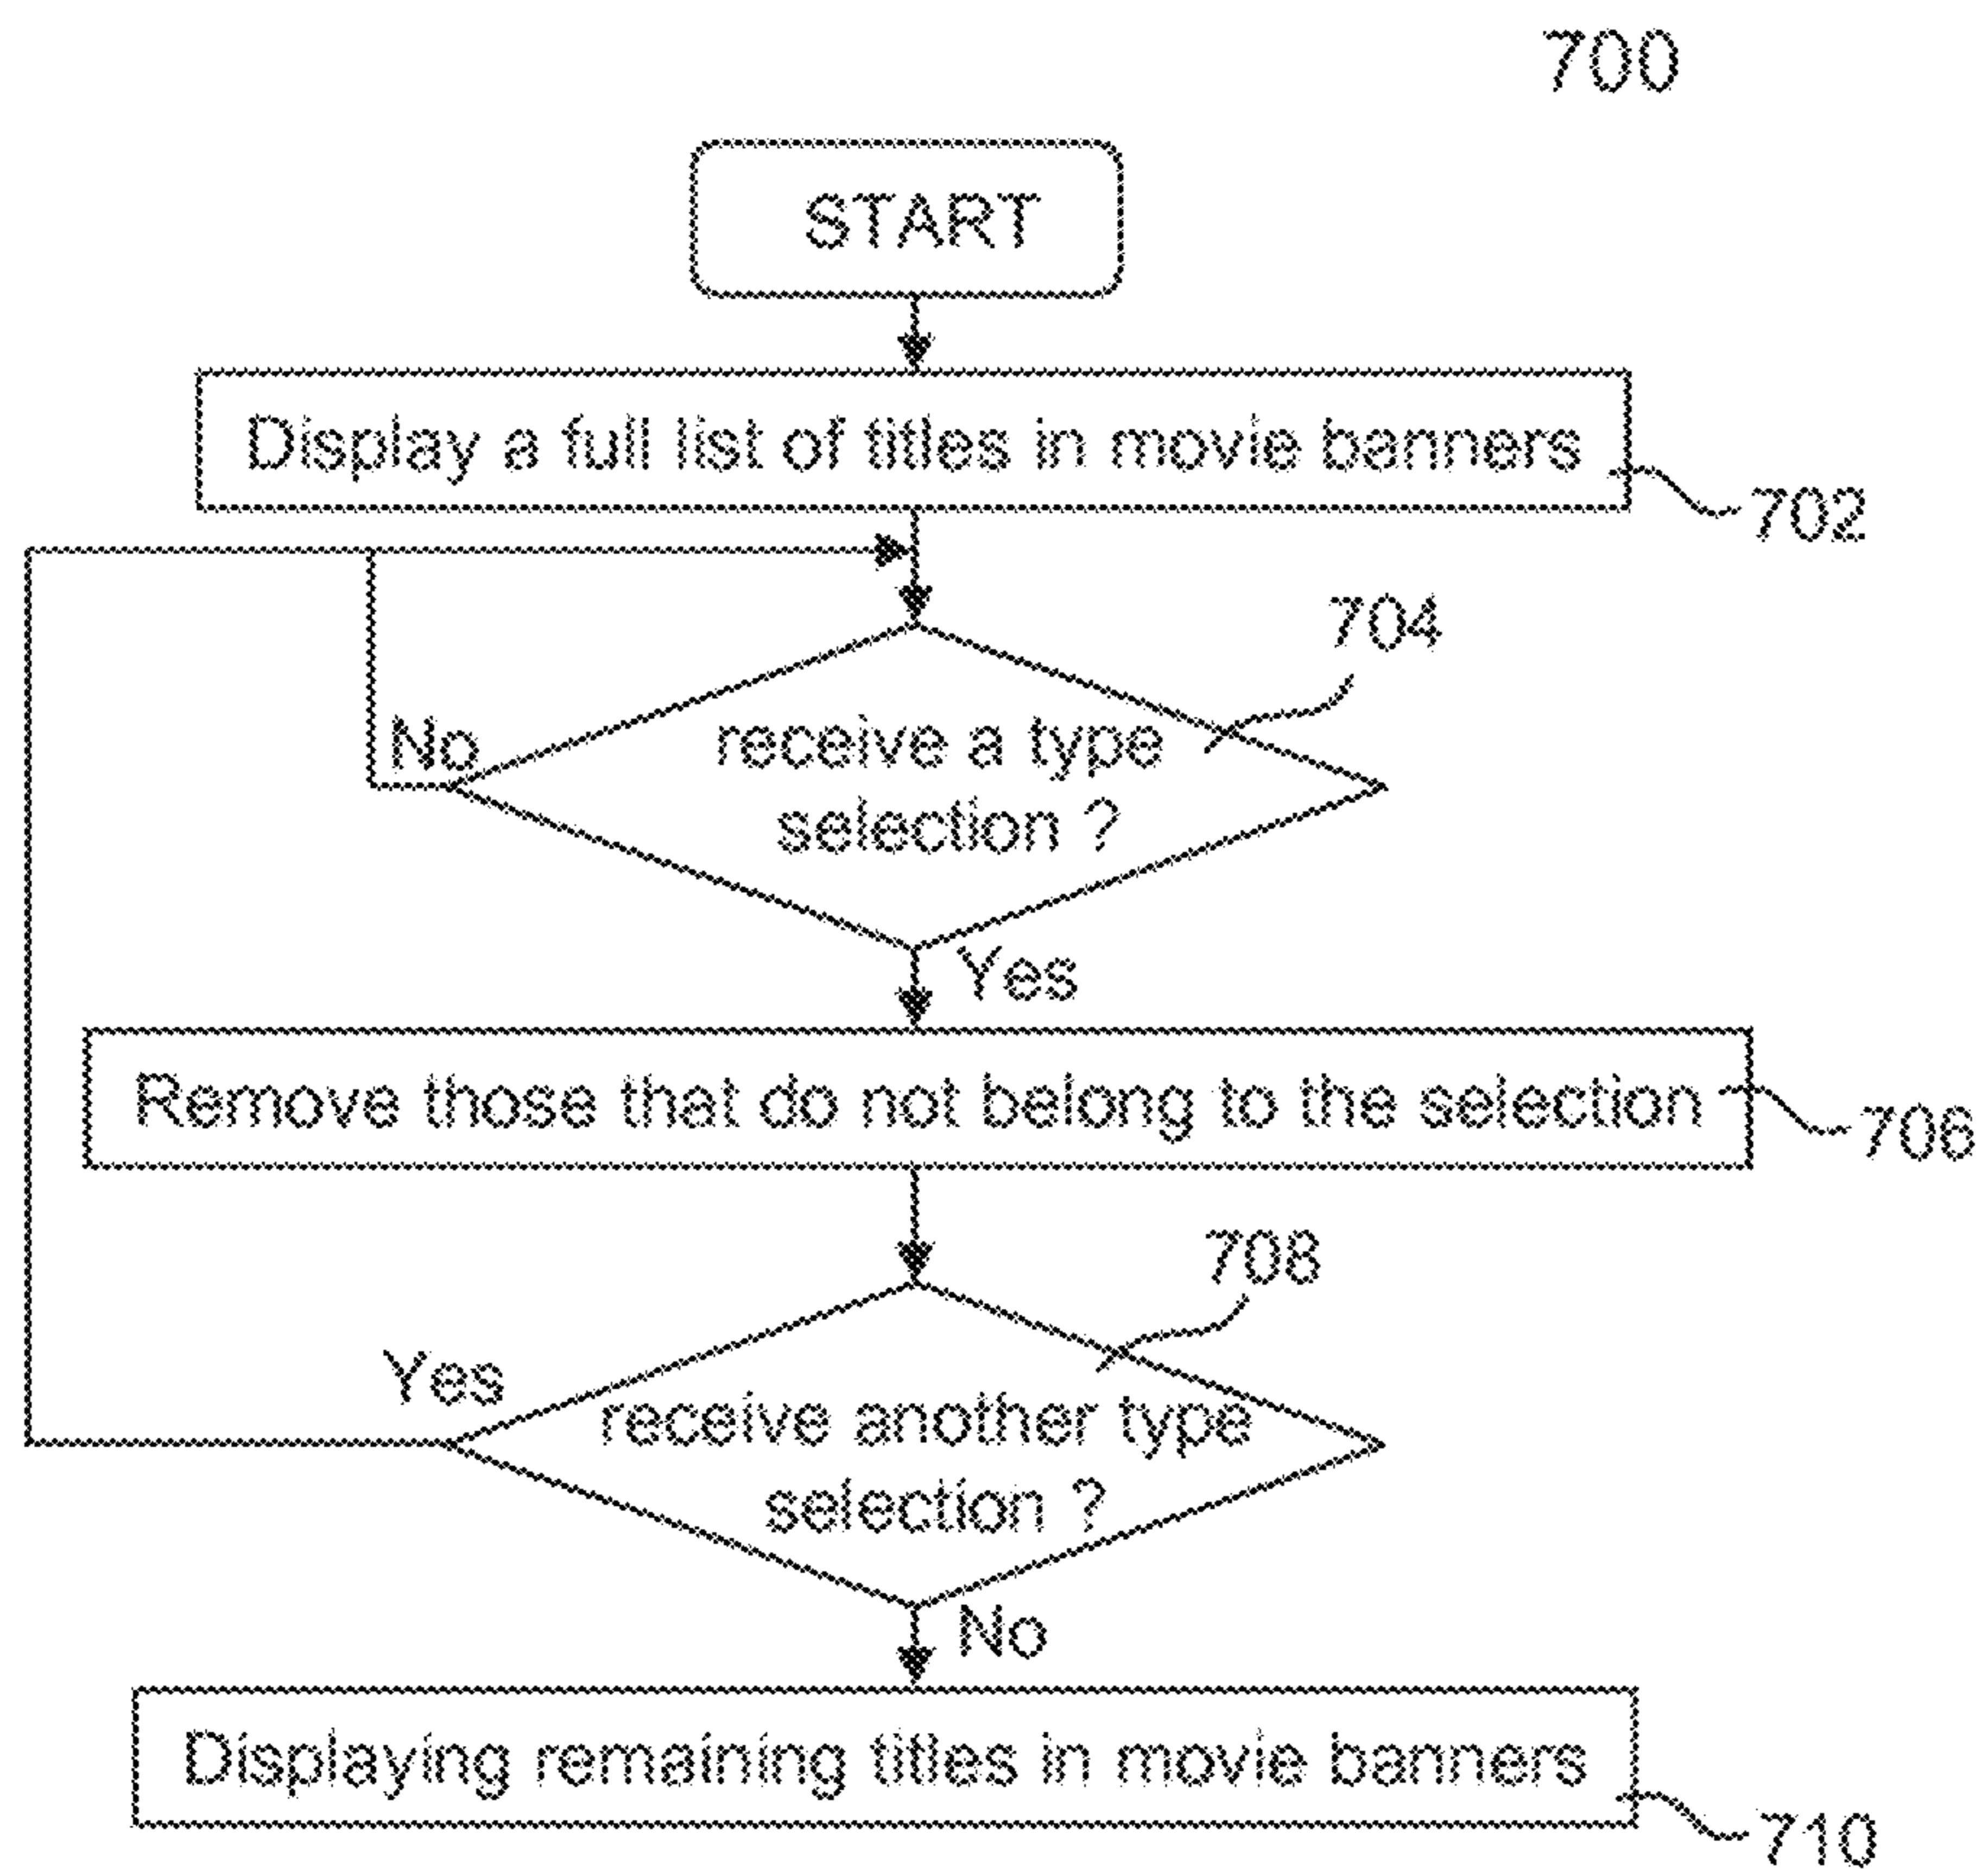 700
START
Display a full list of titles in movie banners
702
704
No
receive a type
selection ?
Yes
Remove those that do not belong to the selection
706
708
Yes
receive another type
selection ?
No
Displaying remaining titles in movie banners
710